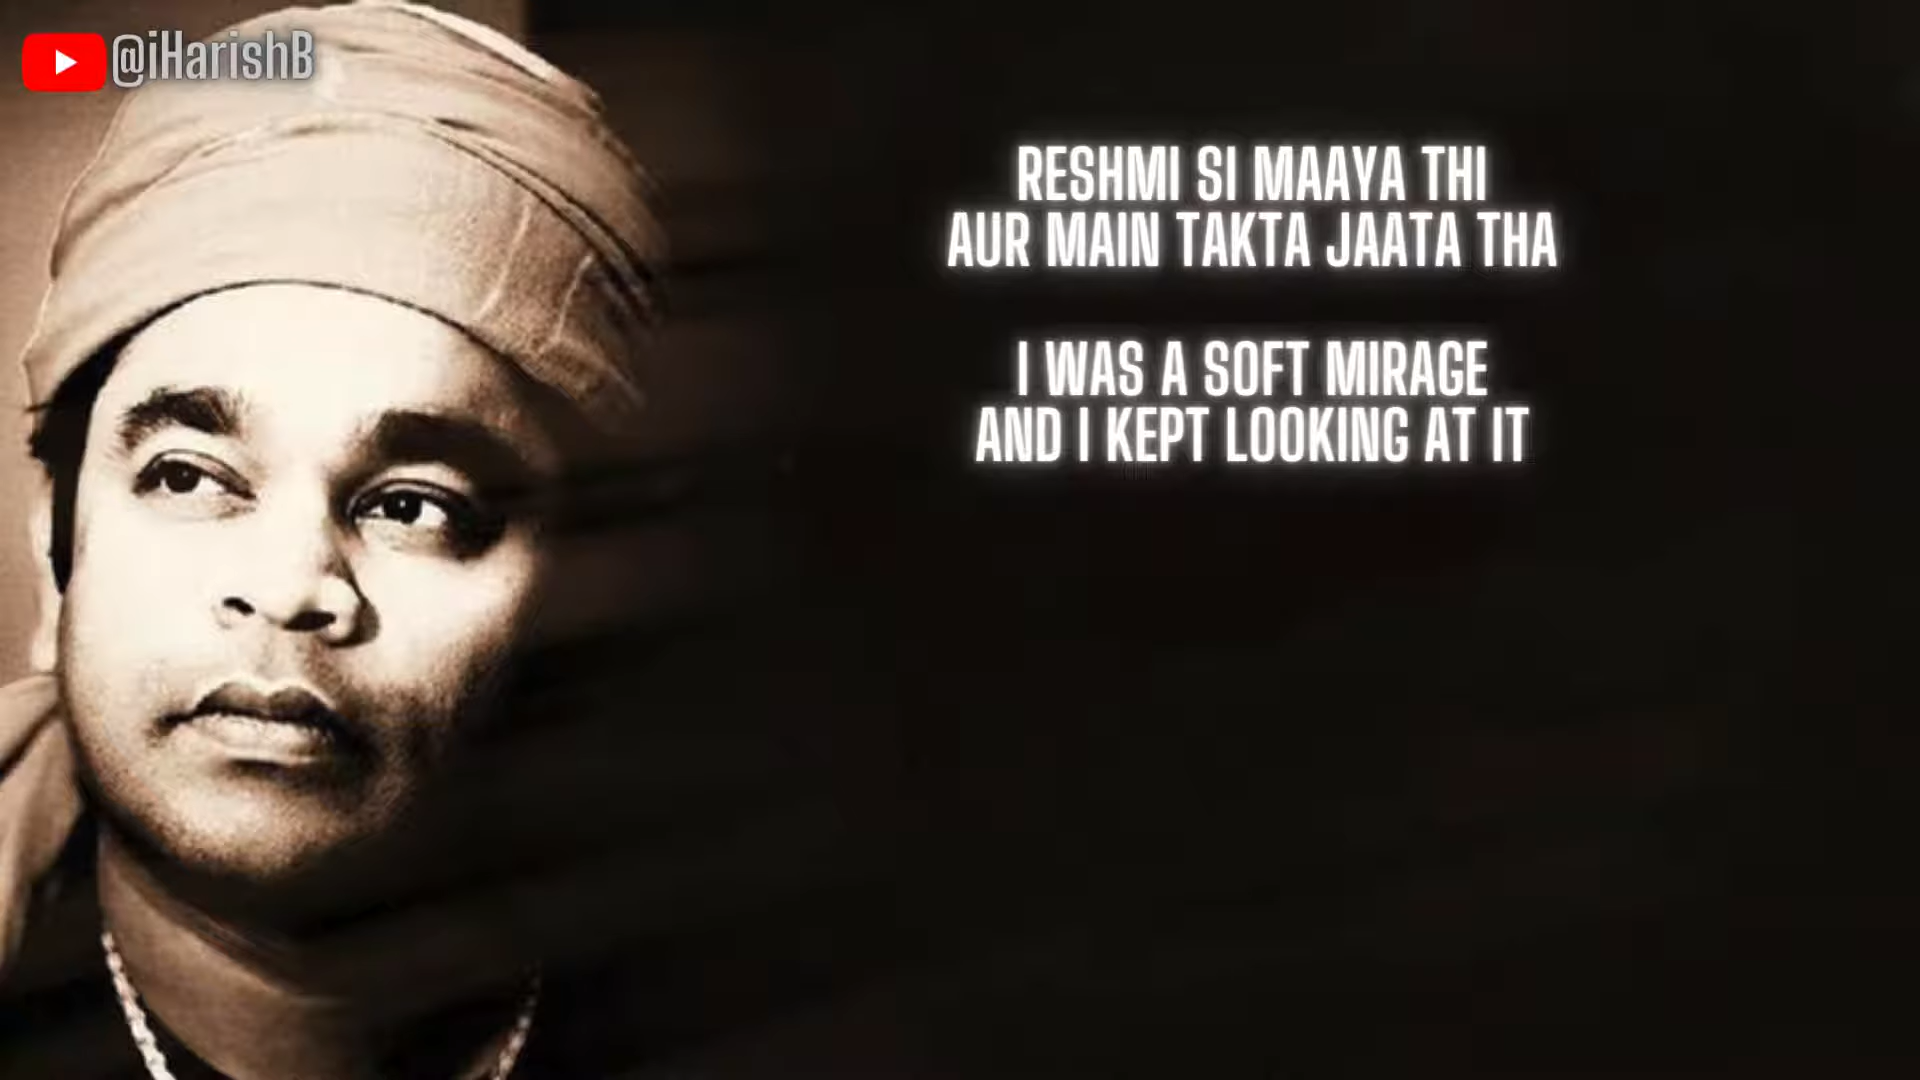 @iHarishB
RESHMI SI MAAYA THI
AUR MAIN TAKTA JAATA THA
I WAS A SOFT MIRAGE
AND I KEPT LOOKING AT IT